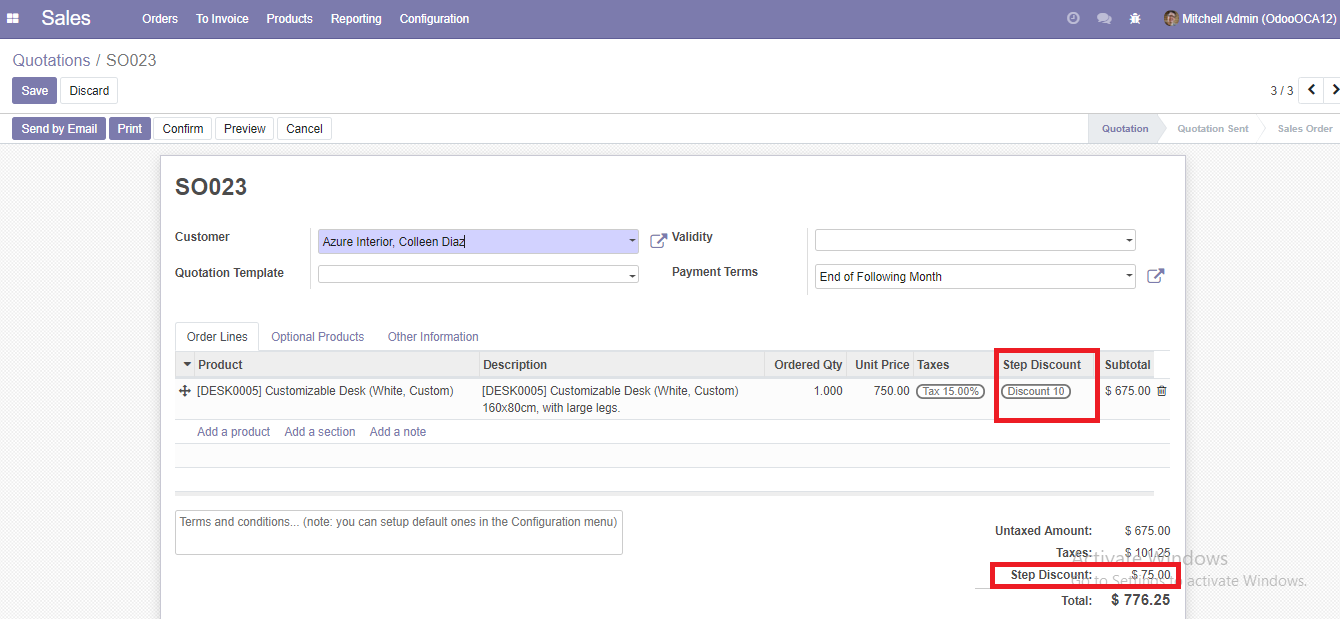 Sales Orders To Invoice Products Reporting Configuration Mitchell Admin (OdooOCA12)
Quotations / SO023
Save Discard 3 / 3
Send by Email Print Confirm Preview Cancel Quotation Quotation Sent Sales Order
SO023
Customer Azure Interior, Colleen Diaz Validity
Quotation Template Payment Terms End of Following Month
Order Lines Optional Products Other Information
Product Description Ordered Qty Unit Price Taxes Step Discount Subtotal
[DESK0005] Customizable Desk (White, Custom) [DESK0005] Customizable Desk (White, Custom) 1.000 750.00 Tax 15.00% Discount 10 $ 675.00
160x80cm, with large legs.
Add a product Add a section Add a note
Terms and conditions... (note: you can setup default ones in the Configuration menu)
Untaxed Amount: $ 675.00
Taxes: $ 101.25
Activate Windows
Step Discount: $ 75.00
Go to Settings to activate Windows.
Total: $ 776.25